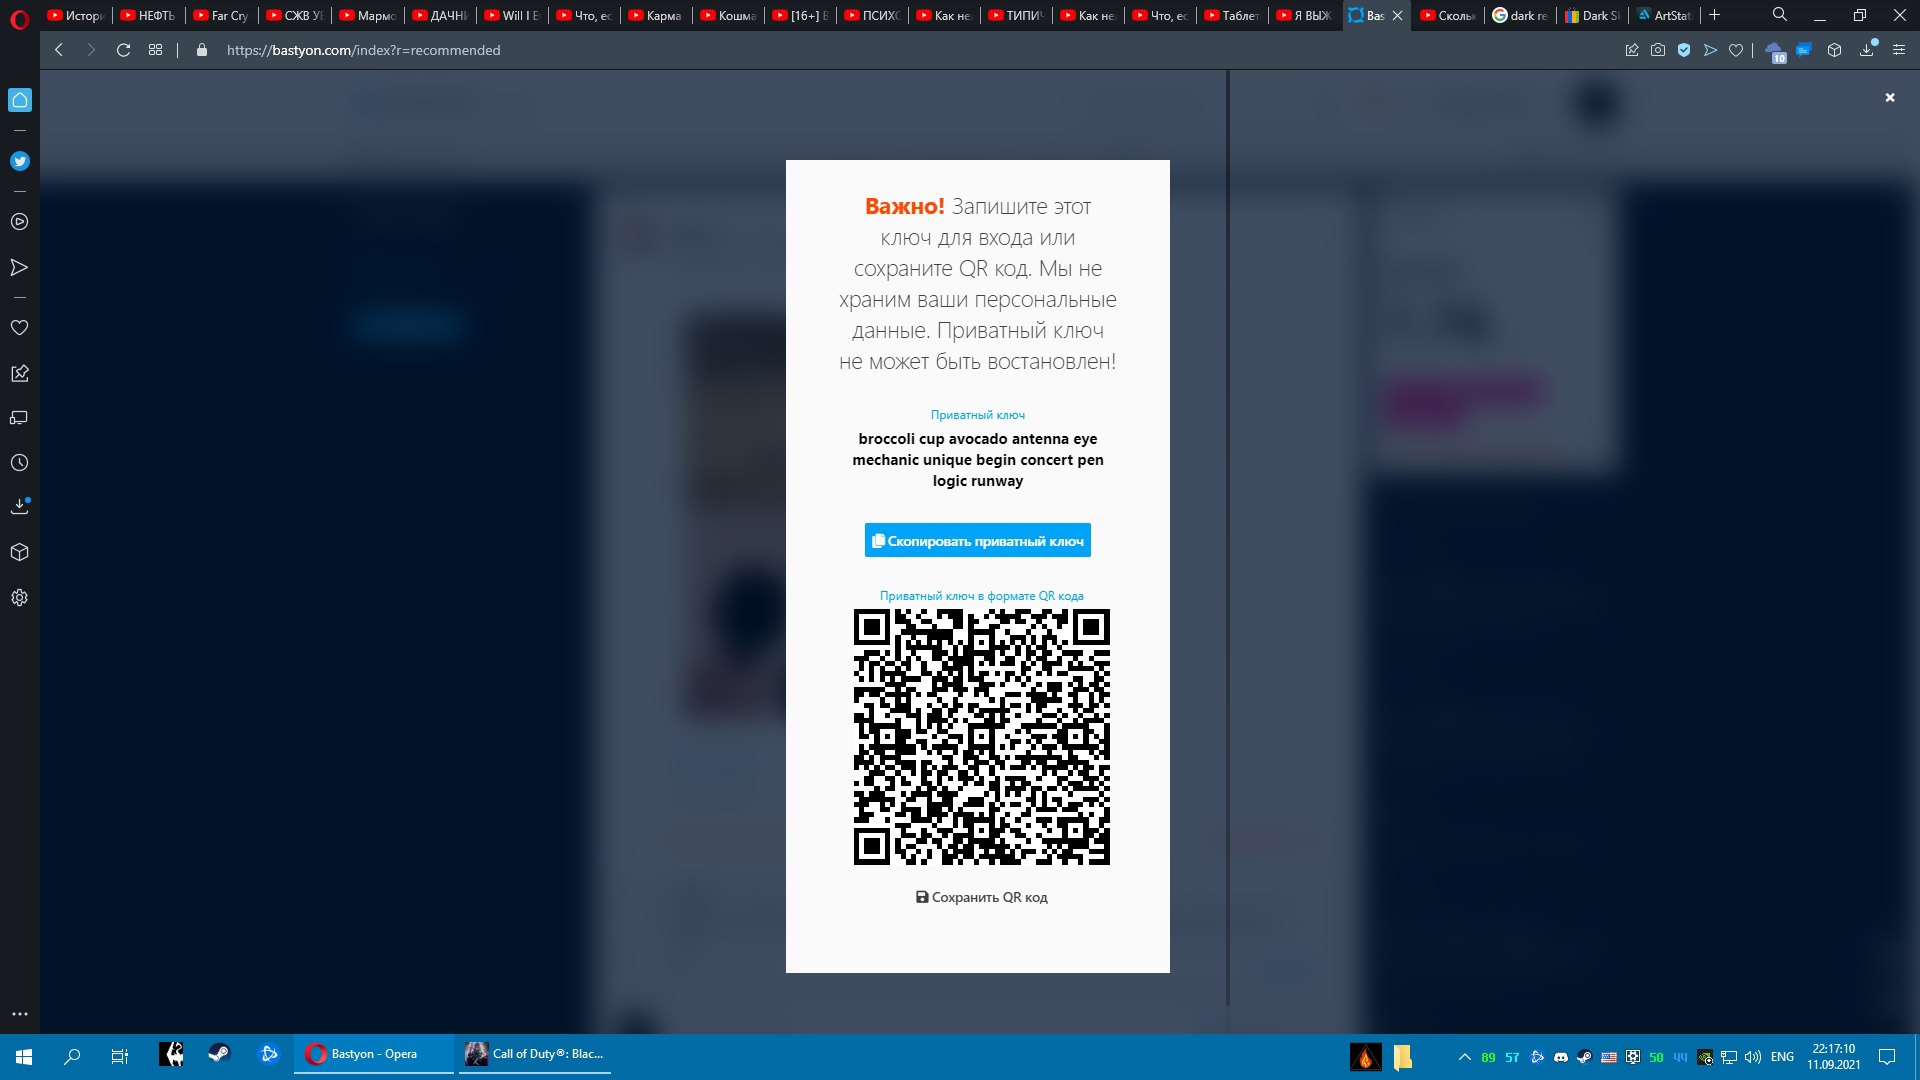 Истори
НЕФТЬ
Far Cry
СЖВ УБ
Мармо
ДАЧНИ
Will I E
Что, ес
Карма
Кошма
[16+] В
ПСИХО
Как не
ТИПИЧ
Как не
Что, ес
Таблет
Я ВЫЖ
Bas
Скольк
dark re
Dark S
ArtStat
https://bastyon.com/index?r=recommended
10
Важно! Запишите этот
ключ для входа или
сохраните QR код. Мы не
храним ваши персональные
данные. Приватный ключ
не может быть востановлен!
Приватный ключ
broccoli cup avocado antenna eye
mechanic unique begin concert pen
logic runway
Скопировать приватный ключ
Приватный ключ в формате QR кода
Сохранить QR код
Bastyon - Opera
Call of Duty®: Blac...
89
57
50
44
ENG
22:17:10
11.09.2021